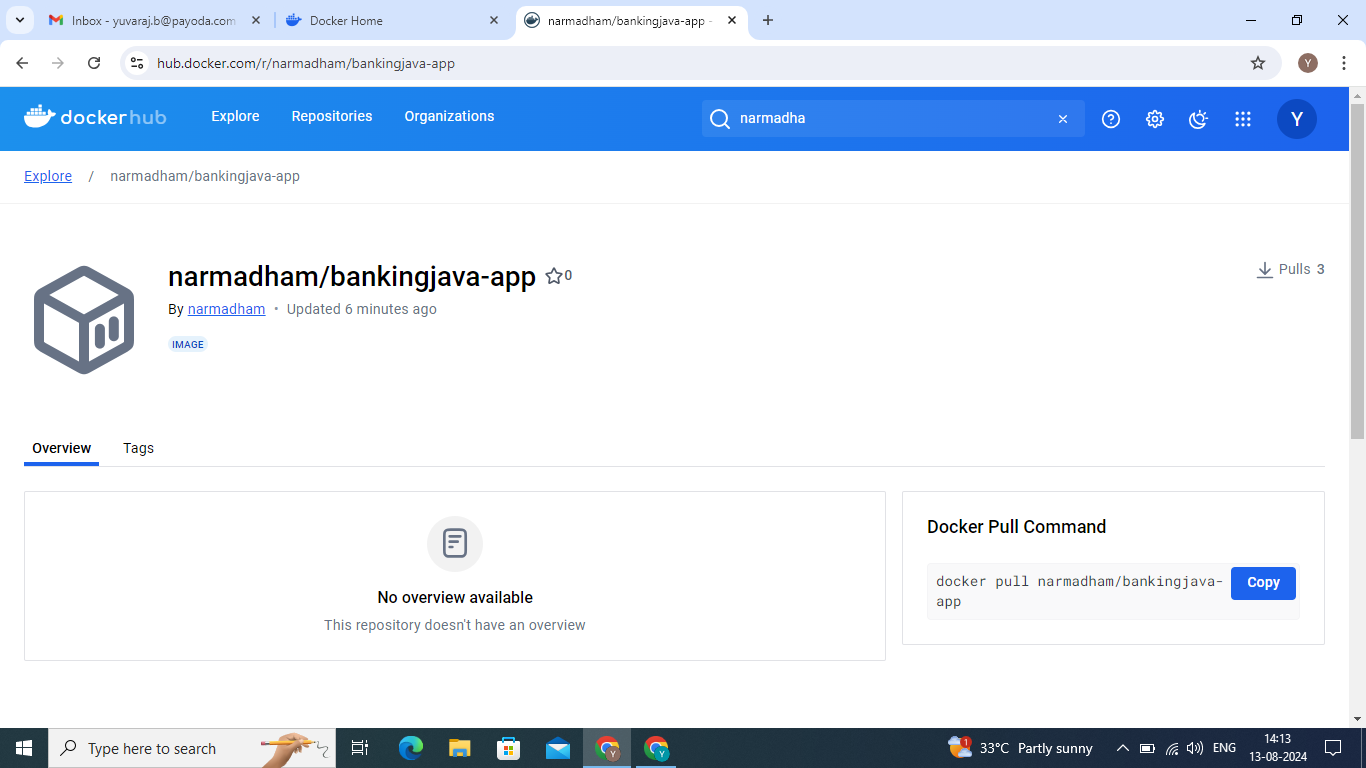 Inbox - yuvaraj.b@payoda.com
Docker Home
narmadham/bankingjava-app -
hub.docker.com/r/narmadham/bankingjava-app
Y
dockerhub
Explore
Repositories
Organizations
narmadha
Y
Explore / narmadham/bankingjava-app
narmadham/bankingjava-app
0
Pulls 3
By narmadham • Updated 6 minutes ago
IMAGE
Overview
Tags
No overview available
This repository doesn't have an overview
Docker Pull Command
docker pull narmadham/bankingjava-
app
Copy
Type here to search
Y
Y
1
33°C Partly sunny
ENG
14:13
13-08-2024